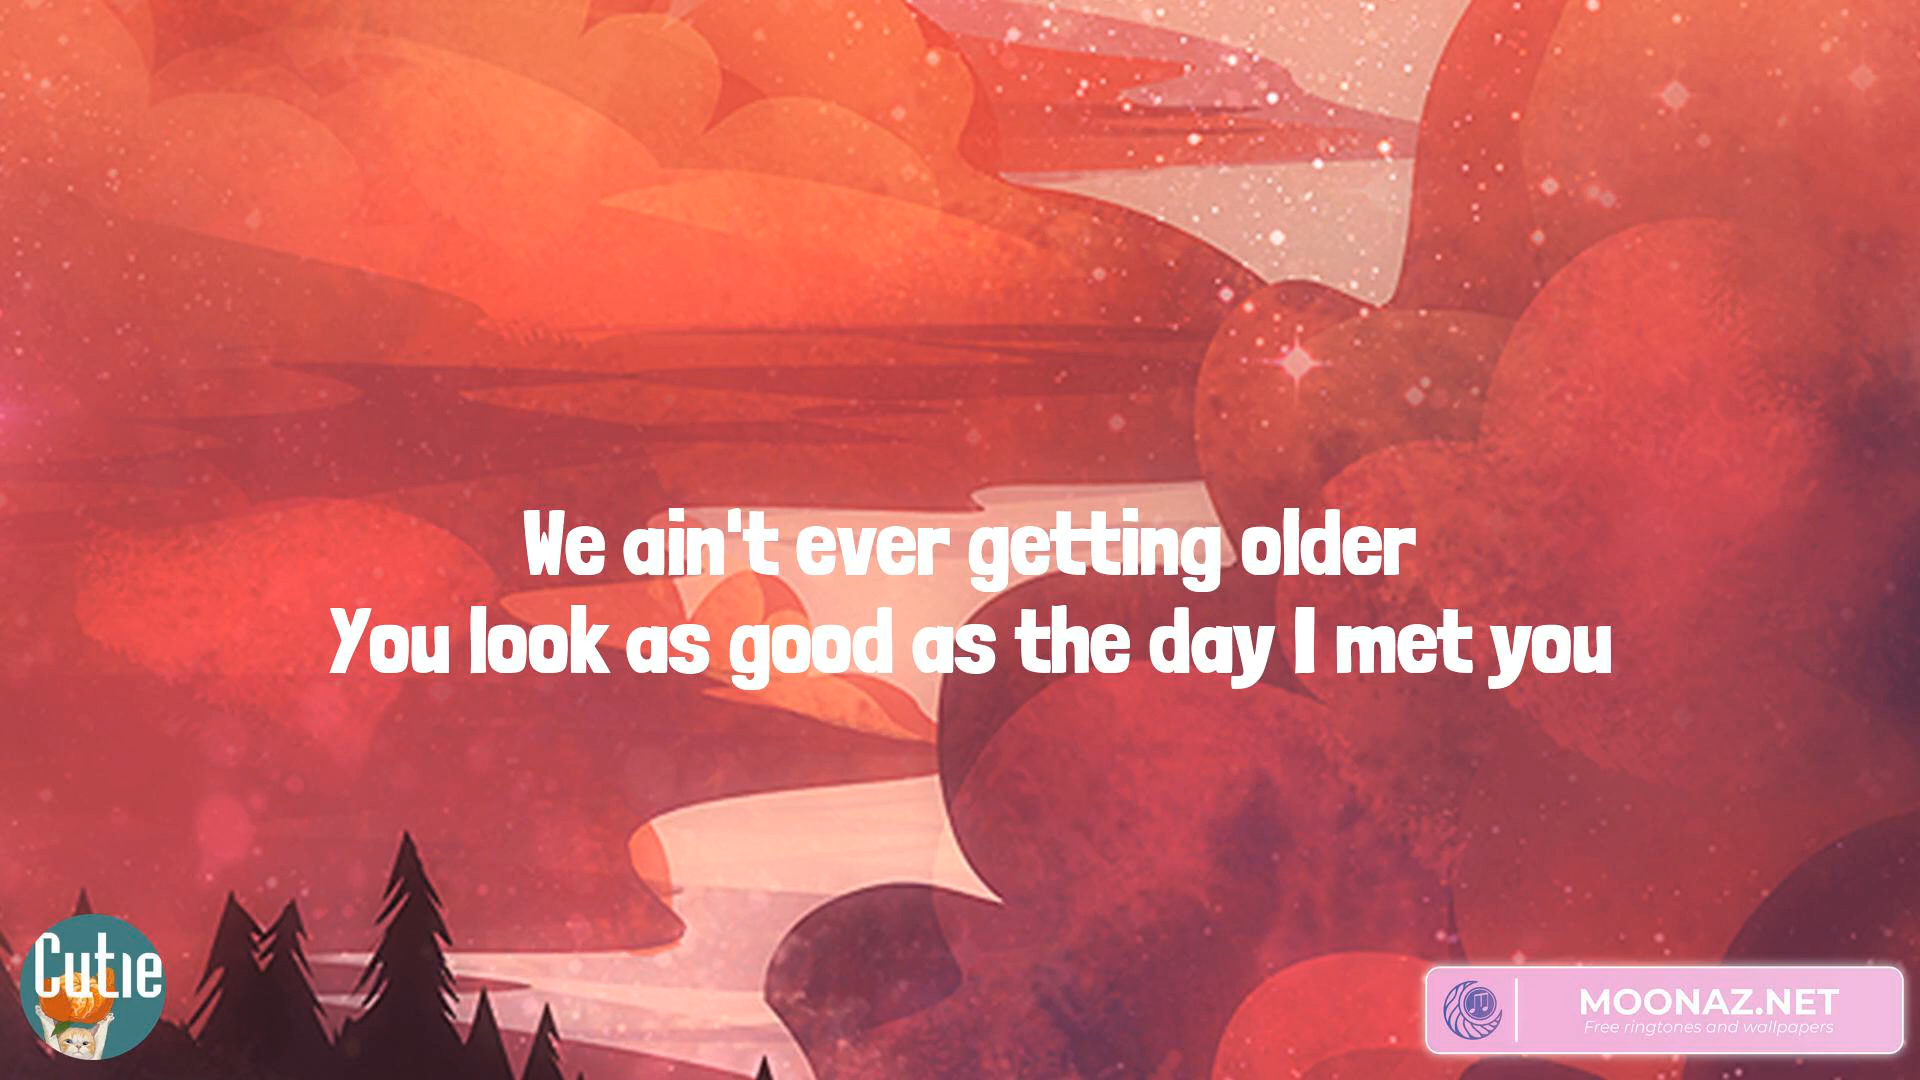 We ain't ever getting older
You look as good as the day I met you
Cutie
MOONAZ.NET
Free ringtones and wallpapers